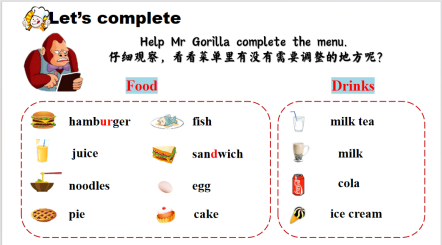 Let's complete
Help Mr Gorilla complete the menu.
仔细观察，看看菜单里有没有需要调整的地方呢？
Food
Drinks
hamburger
fish
juice
sandwich
noodles
egg
pie
cake
milk tea
milk
cola
ice cream